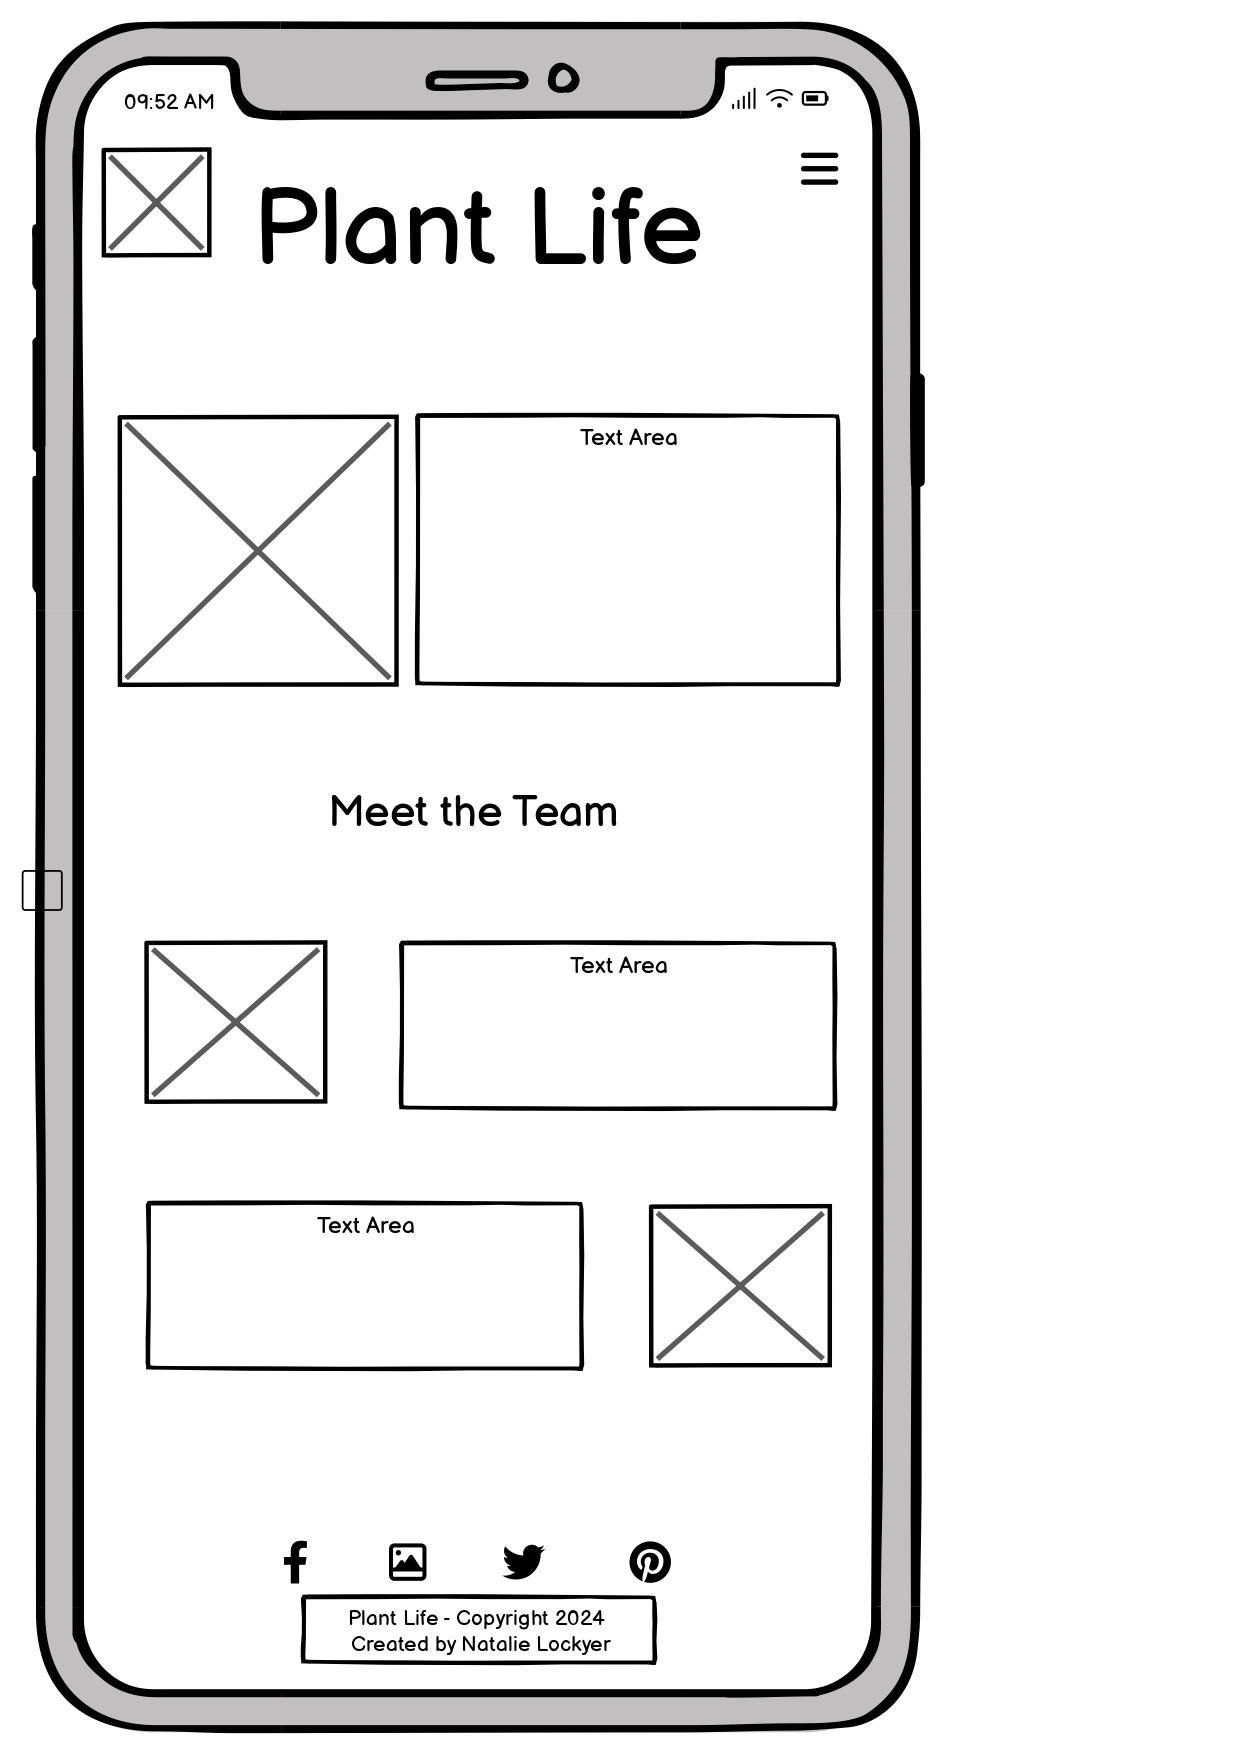 09:52 AM
Plant Life
Text Area
Meet the Team
Text Area
Text Area
Plant Life - Copyright 2024
Created by Natalie Lockyer